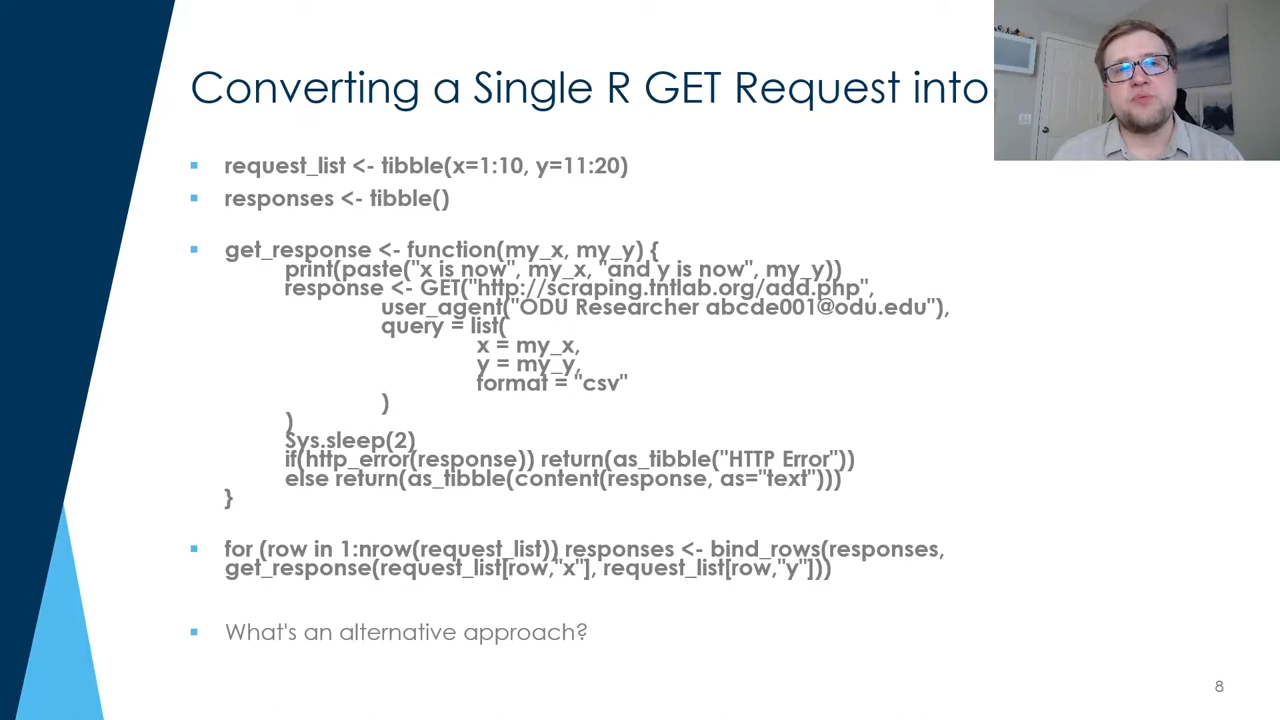 Converting a Single R GET Request into
request_list <- tibble(x=1:10, y=11:20)
responses <- tibble()
get_response <- function(my_x, my_y) {
print(paste("x is now", my_x, "and y is now", my_y))
response <- GET("http://scraping.tntlab.org/add.php",
user_agent("ODU Researcher abcde001@odu.edu"),
query = list(
x = my_x,
y = my_y,
format = "csv"
)
)
Sys.sleep(2)
if(http_error(response)) return(as_tibble("HTTP Error"))
else return(as_tibble(content(response, as="text")))
}
for (row in 1:nrow(request_list)) responses <- bind_rows(responses,
get_response(request_list[row,"x"], request_list[row,"y"]))
What's an alternative approach?
8